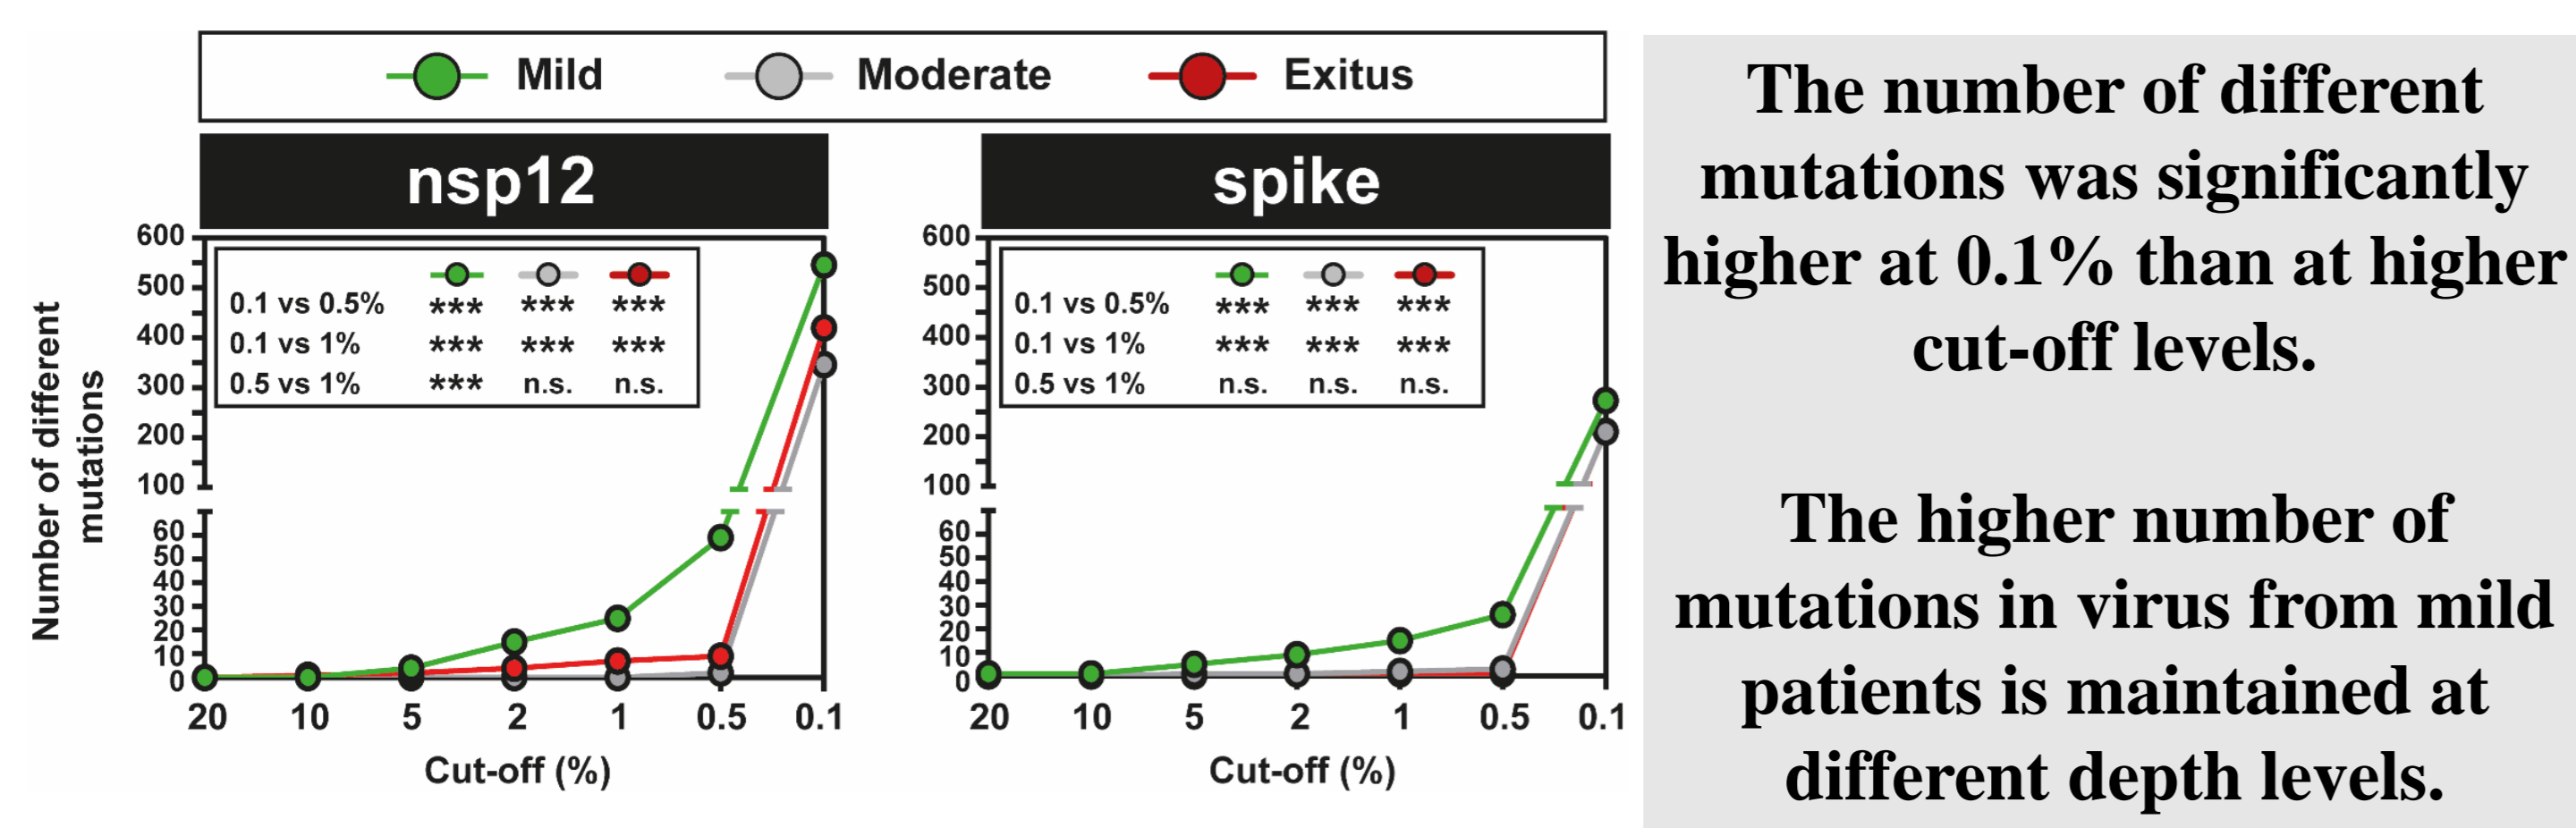 Mild Moderate Exitus
nsp12
600
500
400
300
200
100
60
50
40
30
20
10
0
Number of different
mutations
0.1 vs 0.5% *** *** ***
0.1 vs 1% *** *** ***
0.5 vs 1% *** n.s. n.s.
20 10 5 2 1 0.5 0.1
Cut-off (%)
spike
600
500
400
300
200
100
60
50
40
30
20
10
0
0.1 vs 0.5% *** *** ***
0.1 vs 1% *** *** ***
0.5 vs 1% n.s. n.s. n.s.
20 10 5 2 1 0.5 0.1
Cut-off (%)
The number of different
mutations was significantly
higher at 0.1% than at higher
cut-off levels.
The higher number of
mutations in virus from mild
patients is maintained at
different depth levels.